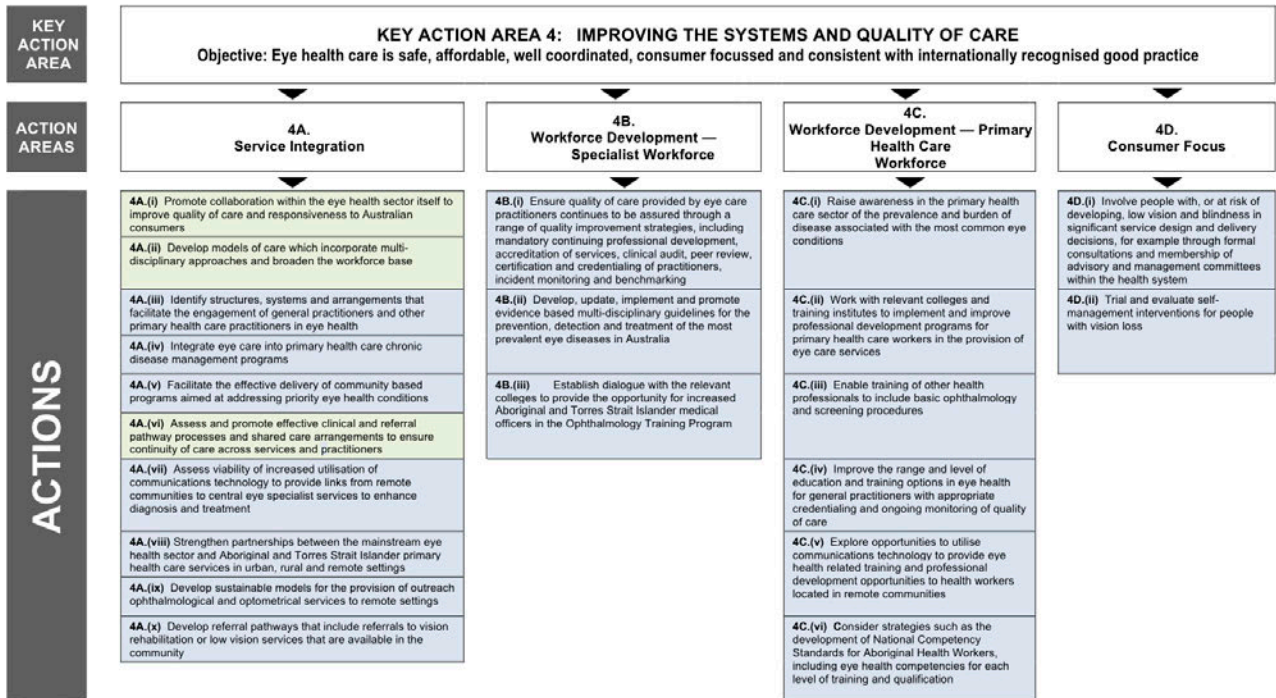 KEY
ACTION
AREA
KEY ACTION AREA 4: IMPROVING THE SYSTEMS AND QUALITY OF CARE
Objective: Eye health care is safe, affordable, well coordinated, consumer focussed and consistent with internationally recognised good practice
ACTION
AREAS
4A.
Service Integration
4B.
Workforce Development —
Specialist Workforce
4C.
Workforce Development — Primary
Health Care
Workforce
4D.
Consumer Focus
ACTIONS
4A.(i) Promote collaboration within the eye health sector itself to
improve quality of care and responsiveness to Australian
consumers
4A.(ii) Develop models of care which incorporate multi-
disciplinary approaches and broaden the workforce base
4A.(iii) Identify structures, systems and arrangements that
facilitate the engagement of general practitioners and other
primary health care practitioners in eye health
4A.(iv) Integrate eye care into primary health care chronic
disease management programs
4A.(v) Facilitate the effective delivery of community based
programs aimed at addressing priority eye health conditions
4A.(vi) Assess and promote effective clinical and referral
pathway processes and shared care arrangements to ensure
continuity of care across services and practitioners
4A.(vii) Assess viability of increased utilisation of
communications technology to provide links from remote
communities to central eye specialist services to enhance
diagnosis and treatment
4A.(viii) Strengthen partnerships between the mainstream eye
health sector and Aboriginal and Torres Strait Islander primary
health care services in urban, rural and remote settings
4A.(ix) Develop sustainable models for the provision of outreach
ophthalmological and optometrical services to remote settings
4A.(x) Develop referral pathways that include referrals to vision
rehabilitation or low vision services that are available in the
community
4B.(i) Ensure quality of care provided by eye care
practitioners continues to be assured through a
range of quality improvement strategies, including
mandatory continuing professional development,
accreditation of services, clinical audit, peer review,
certification and credentialing of practitioners,
incident monitoring and benchmarking
4B.(ii) Develop, update, implement and promote
evidence based multi-disciplinary guidelines for the
prevention, detection and treatment of the most
prevalent eye diseases in Australia
4B.(iii) Establish dialogue with the relevant
colleges to provide the opportunity for increased
Aboriginal and Torres Strait Islander medical
officers in the Ophthalmology Training Program
4C.(i) Raise awareness in the primary health
care sector of the prevalence and burden of
disease associated with the most common eye
conditions
4C.(ii) Work with relevant colleges and
training institutes to implement and improve
professional development programs for
primary health care workers in the provision of
eye care services
4C.(iii) Enable training of other health
professionals to include basic ophthalmology
and screening procedures
4C.(iv) Improve the range and level of
education and training options in eye health
for general practitioners with appropriate
credentialing and ongoing monitoring of quality
of care
4C.(v) Explore opportunities to utilise
communications technology to provide eye
health related training and professional
development opportunities to health workers
located in remote communities
4C.(vi) Consider strategies such as the
development of National Competency
Standards for Aboriginal Health Workers,
including eye health competencies for each
level of training and qualification
4D.(i) Involve people with, or at risk of
developing, low vision and blindness in
significant service design and delivery
decisions, for example through formal
consultations and membership of
advisory and management committees
within the health system
4D.(ii) Trial and evaluate self-
management interventions for people
with vision loss